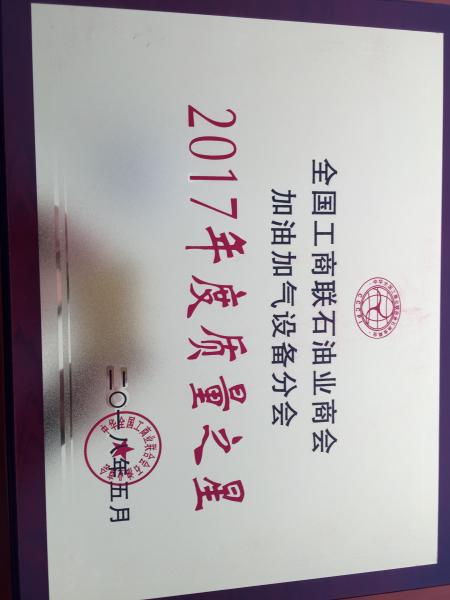 全国工商联石油业商会
加油加气设备分会
2017年度质量之星
二〇一八年五月